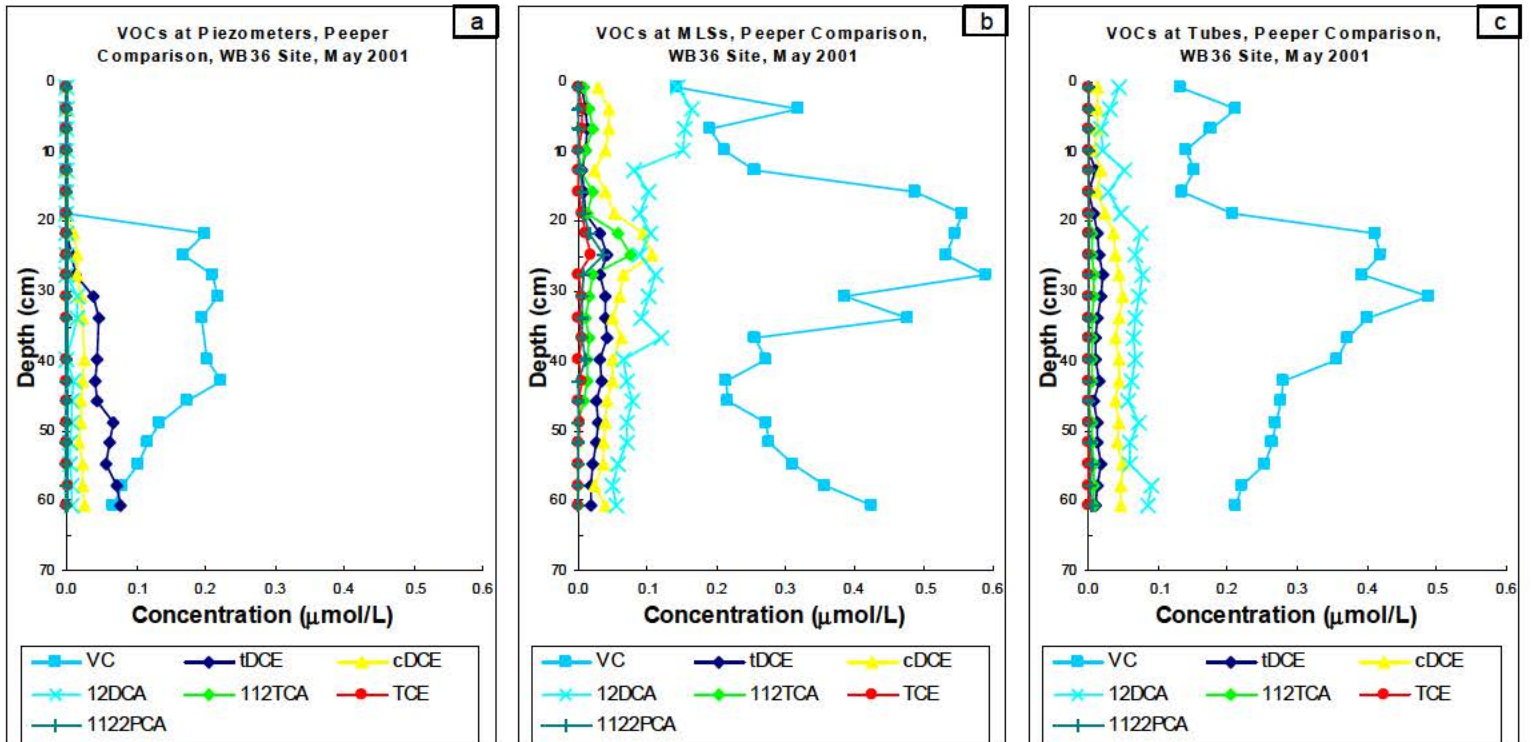 a
VOCs at Piezometers, Peeper
Comparison, WB36 Site, May 2001
0
10
20
30
40
50
60
70
Depth (cm)
0.0 0.1 0.2 0.3 0.4 0.5 0.6
Concentration (μmol/L)
VC tDCE cDCE
12DCA 112TCA TCE
1122PCA
b
VOCs at MLSs, Peeper Comparison,
WB36 Site, May 2001
0
10
20
30
40
50
60
70
Depth (cm)
0.0 0.1 0.2 0.3 0.4 0.5 0.6
Concentration (μmol/L)
VC tDCE cDCE
12DCA 112TCA TCE
1122PCA
c
VOCs at Tubes, Peeper Comparison,
WB36 Site, May 2001
0
10
20
30
40
50
60
70
Depth (cm)
0.0 0.1 0.2 0.3 0.4 0.5 0.6
Concentration (μmol/L)
VC tDCE cDCE
12DCA 112TCA TCE
1122PCA